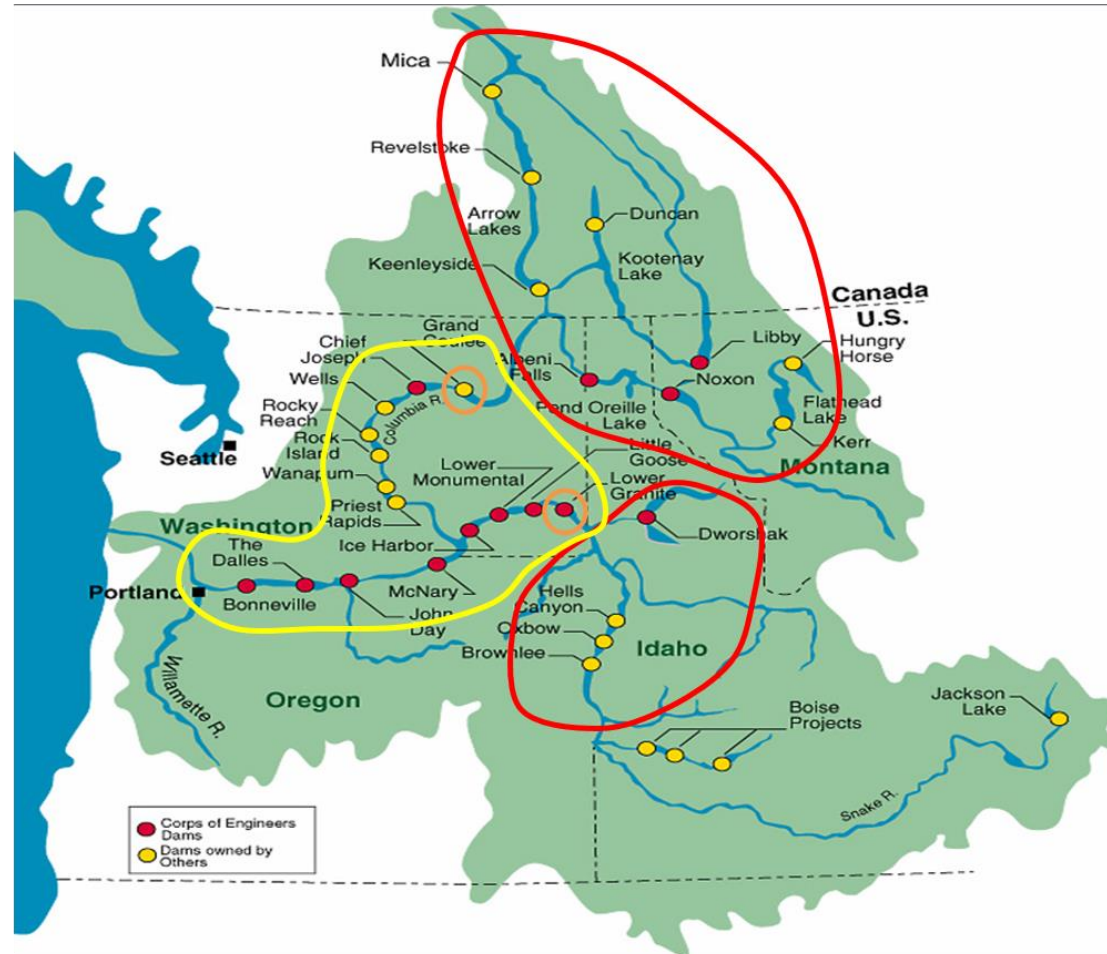 Mica
Revelstoke
Arrow
Lakes
Duncan
Keenleyside
Kootenay
Lake
Canada
U.S.
Grand
Coulee
Chief
Joseph
Wells
Rocky
Reach
Rock
Island
Wanapum
Priest
Rapids
Columbia R.
Albeni
Falls
Pend Oreille
Lake
Libby
Noxon
Hungry
Horse
Flathead
Lake
Kerr
Montana
Seattle
Washington
Lower
Monumental
Little
Goose
Lower
Granite
Dworshak
Ice Harbor
The
Dalles
Portland
Bonneville
McNary
John
Day
Hells
Canyon
Oxbow
Brownlee
Idaho
Oregon
Willamette R.
Boise
Projects
Jackson
Lake
Snake R.
Corps of Engineers
Dams
Dams owned by
Others